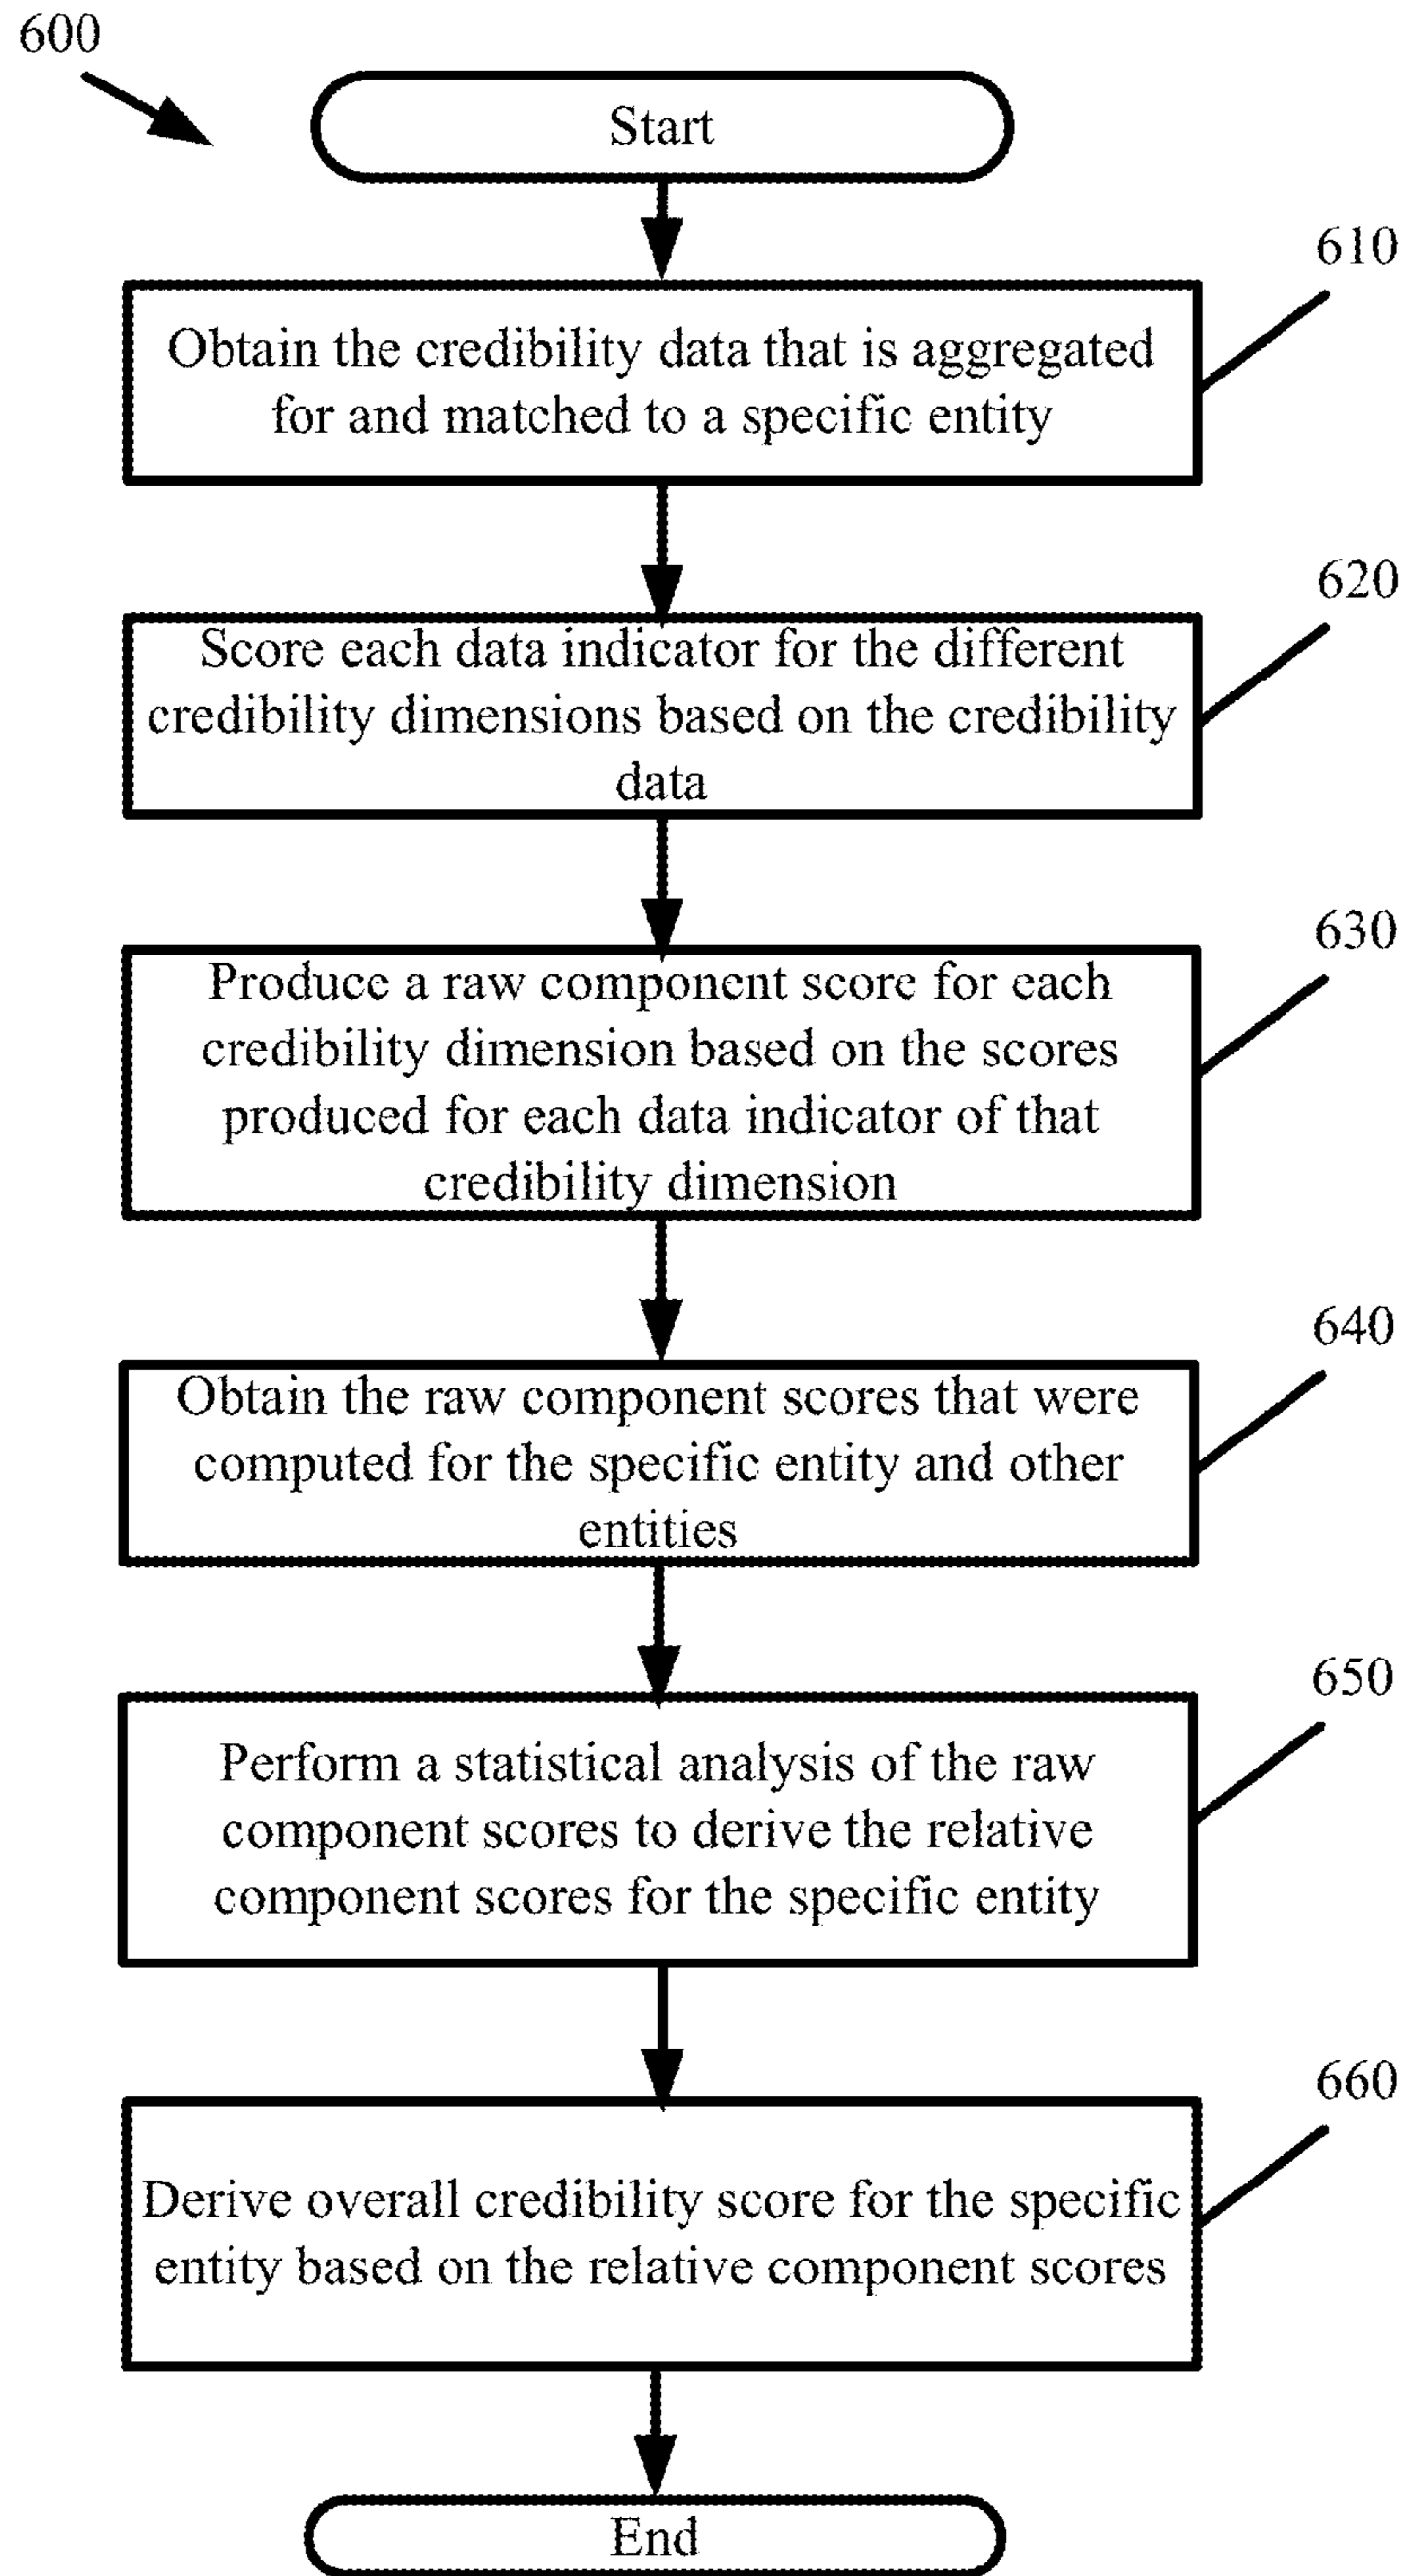 600
Start
610
Obtain the credibility data that is aggregated
for and matched to a specific entity
620
Score each data indicator for the different
credibility dimensions based on the credibility
data
630
Produce a raw component score for each
credibility dimension based on the scores
produced for each data indicator of that
credibility dimension
640
Obtain the raw component scores that were
computed for the specific entity and other
entities
650
Perform a statistical analysis of the raw
component scores to derive the relative
component scores for the specific entity
660
Derive overall credibility score for the specific
entity based on the relative component scores
End